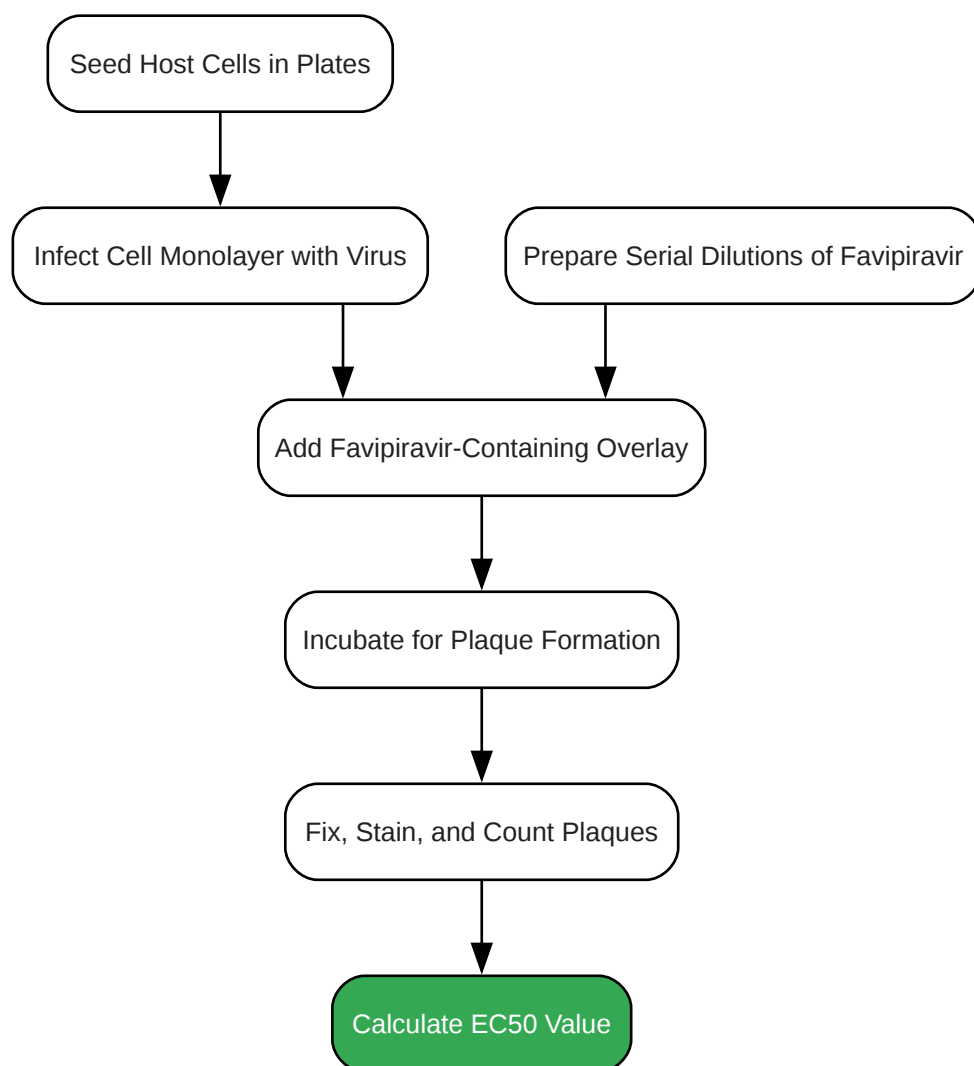 Seed Host Cells in Plates
Infect Cell Monolayer with Virus
Prepare Serial Dilutions of Favipiravir
Add Favipiravir-Containing Overlay
Incubate for Plaque Formation
Fix, Stain, and Count Plaques
Calculate EC50 Value